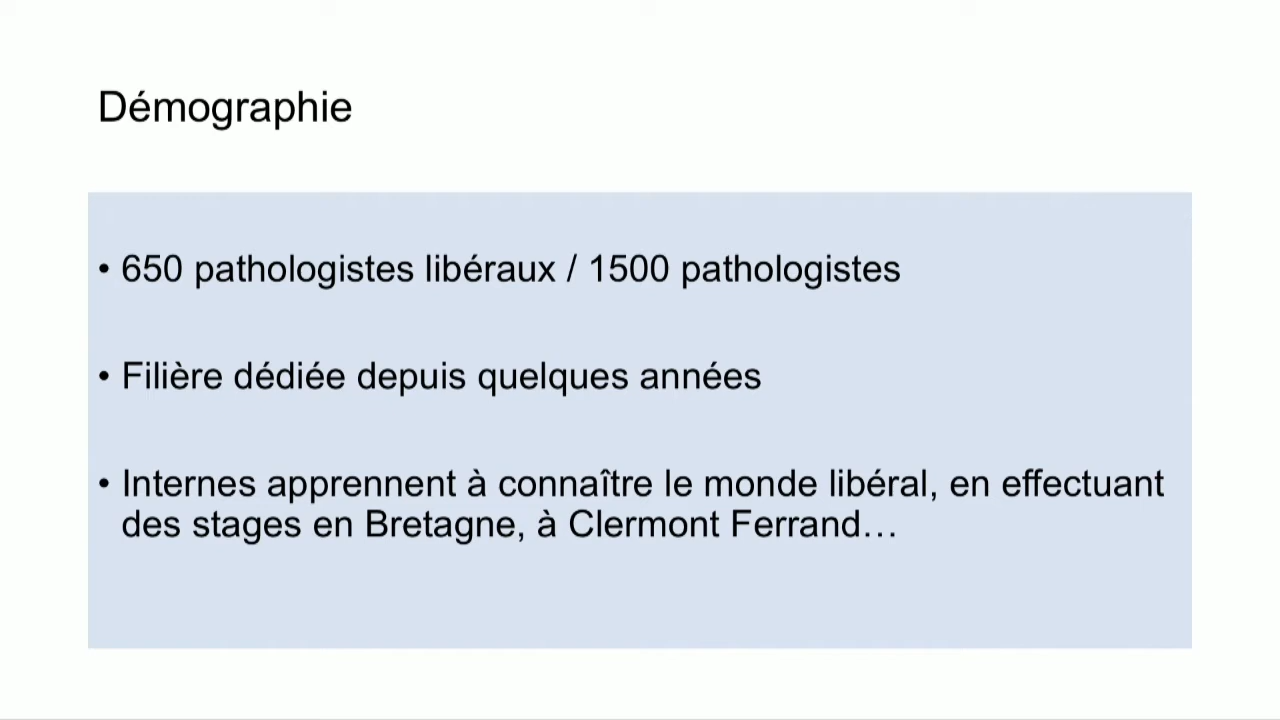 Démographie
• 650 pathologistes libéraux / 1500 pathologistes
• Filière dédiée depuis quelques années
• Internes apprennent à connaître le monde libéral, en effectuant
des stages en Bretagne, à Clermont Ferrand…